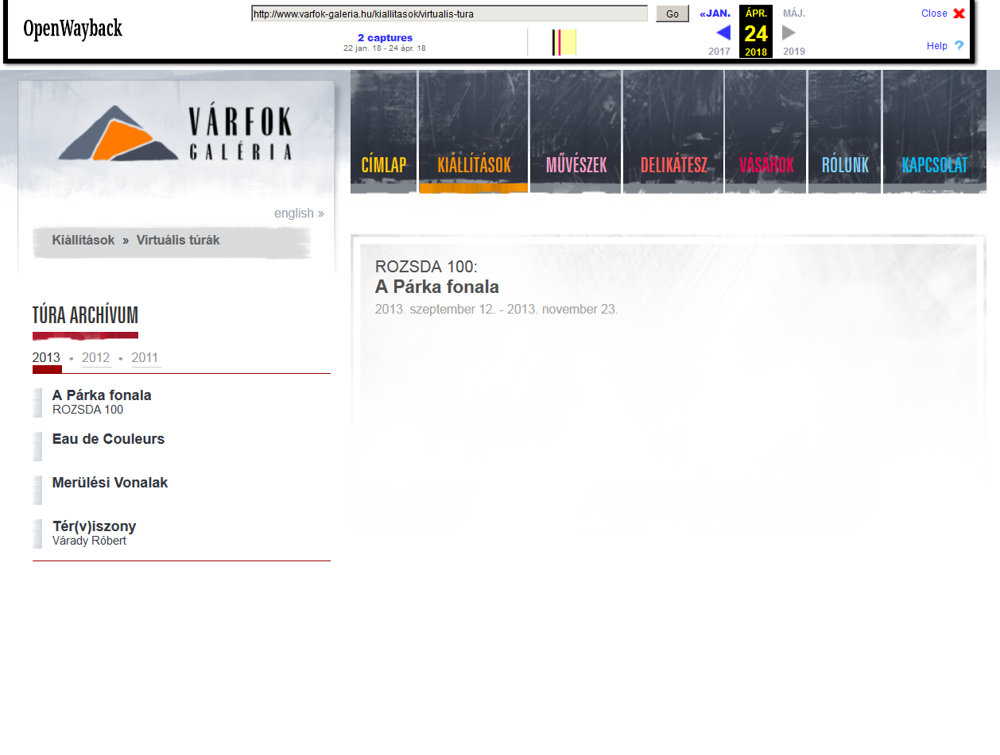 OpenWayback
http://www.varfok-galeria.hu/kiallitasok/virtualis-tura
Go
2 captures
22 jan. 18 - 24 ápr. 18
«JAN.
ÁPR.
MÁJ.
24
2017
2018
2019
Close
Help
VÁRFOK
GALÉRIA
CÍMLAP
KIÁLLÍTÁSOK
MŰVÉSZEK
DELIKÁTESZ
VÁSÁROK
RÓLUNK
KAPCSOLAT
english »
Kiállítások » Virtuális túrák
TÚRA ARCHÍVUM
2013 • 2012 • 2011
A Párka fonala
ROZSDA 100
Eau de Couleurs
Merülési Vonalak
Tér(v)iszony
Várady Róbert
ROZSDA 100:
A Párka fonala
2013. szeptember 12. - 2013. november 23.